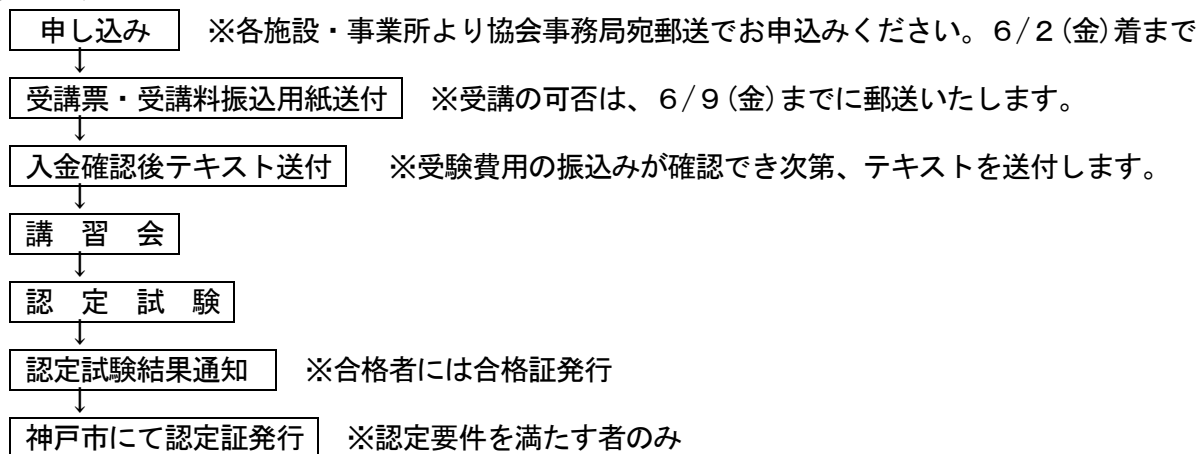 申し込み　※各施設・事業所より協会事務局宛郵送でお申込みください。６/２(金)着まで
↓
受講票・受講料振込用紙送付　※受講の可否は、６/９(金)までに郵送いたします。
↓
入金確認後テキスト送付　※受験費用の振込みが確認でき次第、テキストを送付します。
↓
講　習　会
↓
認　定　試　験
↓
認定試験結果通知　※合格者には合格証発行
↓
神戸市にて認定証発行　※認定要件を満たす者のみ